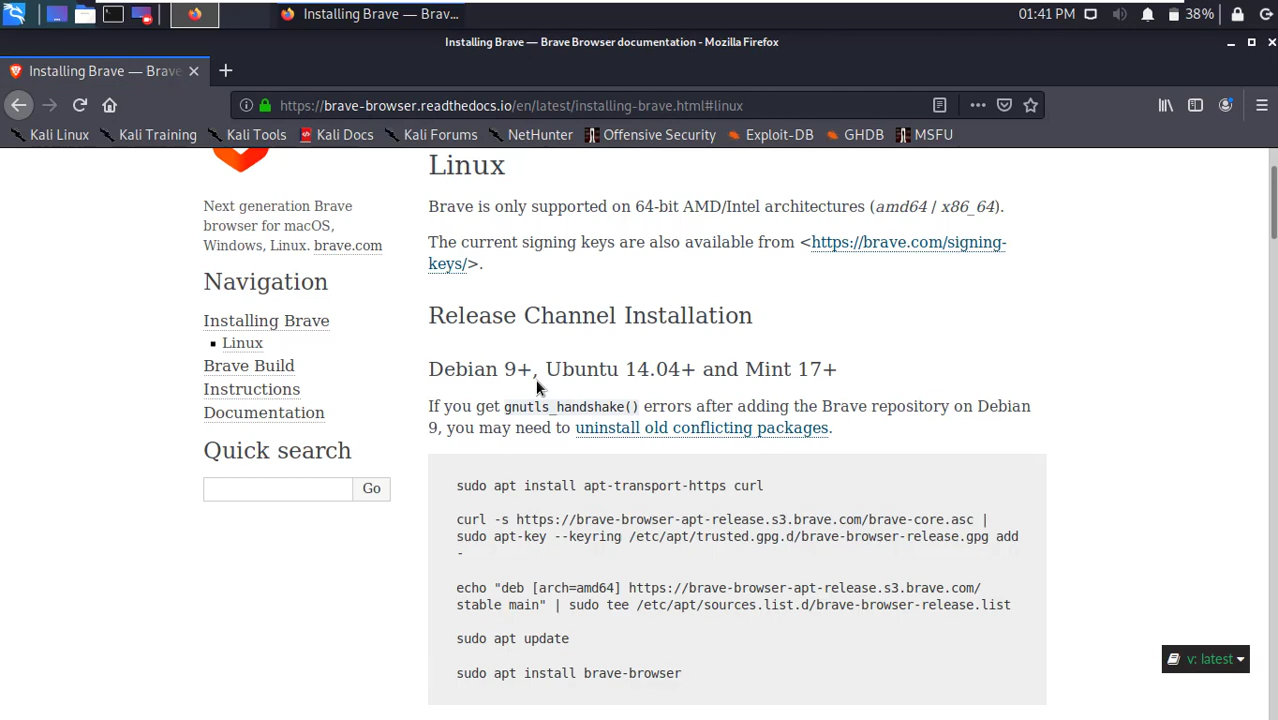 Installing Brave — Brav...
01:41 PM
38%
Installing Brave — Brave Browser documentation - Mozilla Firefox
Installing Brave — Brave
https://brave-browser.readthedocs.io/en/latest/installing-brave.html#linux
Kali Linux
Kali Training
Kali Tools
Kali Docs
Kali Forums
NetHunter
Offensive Security
Exploit-DB
GHDB
MSFU
Next generation Brave
browser for macOS,
Windows, Linux. brave.com
Navigation
Installing Brave
Linux
Brave Build
Instructions
Documentation
Quick search
Go
Linux
Brave is only supported on 64-bit AMD/Intel architectures (amd64 / x86_64).
The current signing keys are also available from <https://brave.com/signing-
keys/>.
Release Channel Installation
Debian 9+, Ubuntu 14.04+ and Mint 17+
If you get gnutls_handshake() errors after adding the Brave repository on Debian
9, you may need to uninstall old conflicting packages.
sudo apt install apt-transport-https curl
curl -s https://brave-browser-apt-release.s3.brave.com/brave-core.asc |
sudo apt-key --keyring /etc/apt/trusted.gpg.d/brave-browser-release.gpg add
-
echo "deb [arch=amd64] https://brave-browser-apt-release.s3.brave.com/
stable main" | sudo tee /etc/apt/sources.list.d/brave-browser-release.list
sudo apt update
sudo apt install brave-browser
v: latest